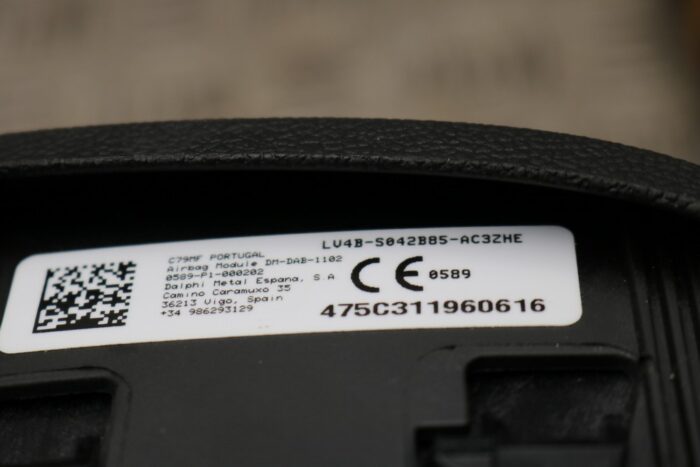 LV4B-S042B85-AC3ZHE
C79MF PORTUGAL
Airbag Module DM-DAB-1102
0589-P1-000202
Dalphi Metal Espana, S.A
Camino Caramuxo 35
36213 Vigo, Spain
+34 986293129
CE 0589
475C311960616